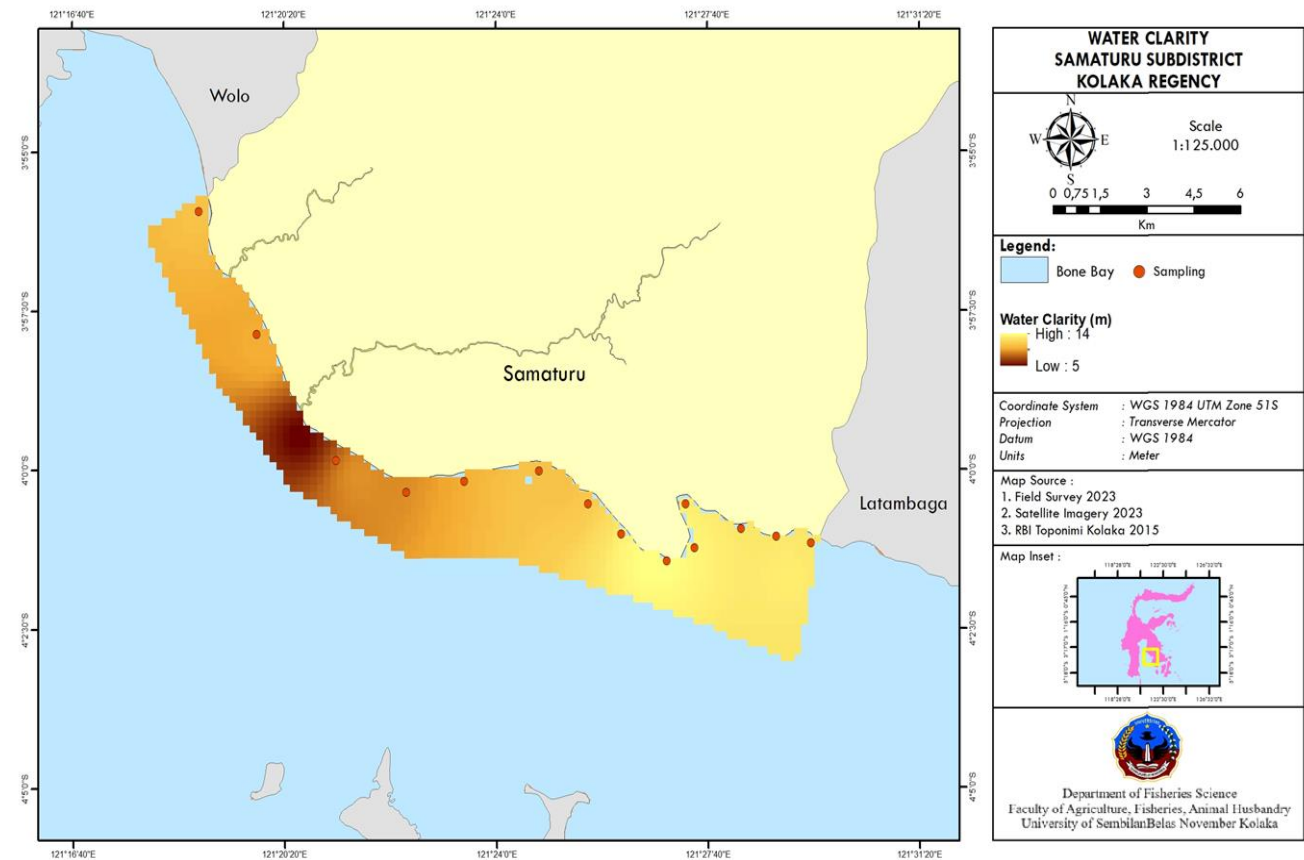 121°16'40"E 121°20'20"E 121°24'0"E 121°27'40"E 121°31'20"E
3°55'0"S 3°55'0"S
3°57'30"S 3°57'30"S
4°0'0"S 4°0'0"S
4°2'30"S 4°2'30"S
4°5'0"S 4°5'0"S
Wolo
Samaturu
Latambaga
121°16'40"E 121°20'20"E 121°24'0"E 121°27'40"E 121°31'20"E
WATER CLARITY
SAMATURU SUBDISTRICT
KOLAKA REGENCY
N
W E
S
Scale
1:125.000
0 0,75 1,5 3 4,5 6
Km
Legend:
Bone Bay Sampling
Water Clarity (m)
High : 14
Low : 5
Coordinate System : WGS 1984 UTM Zone 51S
Projection : Transverse Mercator
Datum : WGS 1984
Units : Meter
Map Source :
1. Field Survey 2023
2. Satellite Imagery 2023
3. RBI Toponimi Kolaka 2015
Map Inset :
Department of Fisheries Science
Faculty of Agriculture, Fisheries, Animal Husbandry
University of SembilanBelas November Kolaka